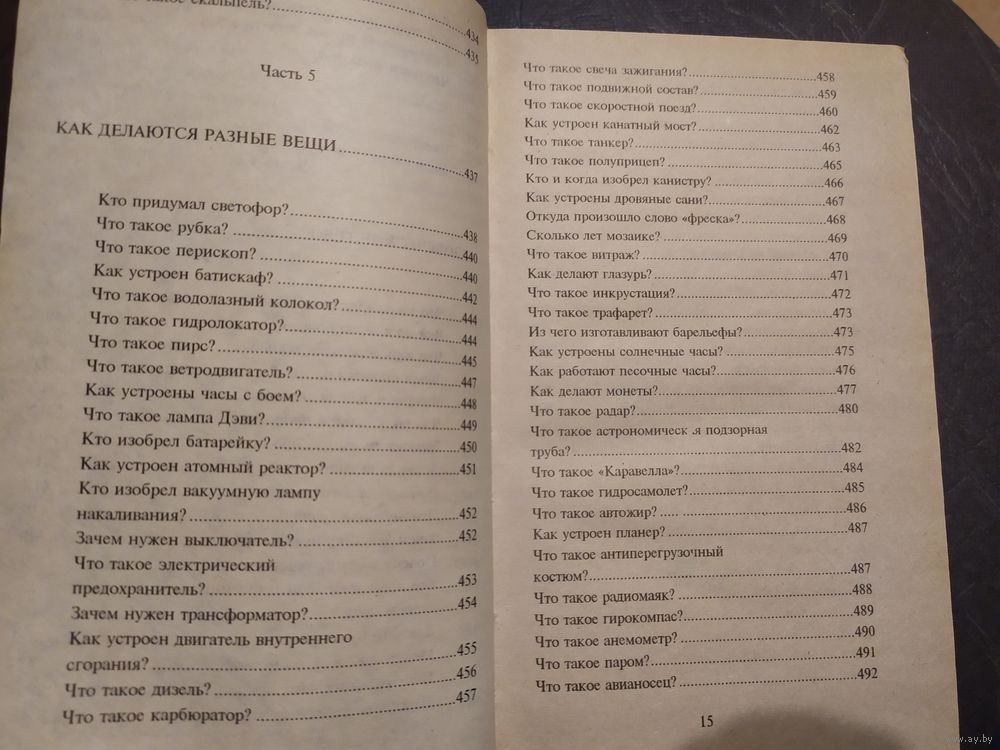 скальпель?..........434
..........435
Часть 5
КАК ДЕЛАЮТСЯ РАЗНЫЕ ВЕЩИ..........437
Кто придумал светофор?..........438
Что такое рубка?..........440
Что такое перископ?..........440
Как устроен батискаф?..........442
Что такое водолазный колокол?..........444
Что такое гидролокатор?..........444
Что такое пирс?..........445
Что такое ветродвигатель?..........447
Как устроены часы с боем?..........448
Что такое лампа Дэви?..........449
Кто изобрел батарейку?..........450
Как устроен атомный реактор?..........451
Кто изобрел вакуумную лампу
накаливания?..........452
Зачем нужен выключатель?..........452
Что такое электрический
предохранитель?..........453
Зачем нужен трансформатор?..........454
Как устроен двигатель внутреннего
сгорания?..........455
Что такое дизель?..........456
Что такое карбюратор?..........457
Что такое свеча зажигания?..........458
Что такое подвижной состав?..........459
Что такое скоростной поезд?..........460
Как устроен канатный мост?..........462
Что такое танкер?..........463
Что такое полуприцеп?..........465
Кто и когда изобрел канистру?..........466
Как устроены дровяные сани?..........467
Откуда произошло слово «фреска»?..........468
Сколько лет мозаике?..........469
Что такое витраж?..........470
Как делают глазурь?..........471
Что такое инкрустация?..........472
Что такое трафарет?..........473
Из чего изготавливают барельефы?..........473
Как устроены солнечные часы?..........475
Как работают песочные часы?..........476
Как делают монеты?..........477
Что такое радар?..........480
Что такое астрономическ.я подзорная
труба?..........482
Что такое «Каравелла»?..........484
Что такое гидросамолет?..........485
Что такое автожир?..........486
Как устроен планер?..........487
Что такое антиперегрузочный
костюм?..........487
Что такое радиомаяк?..........488
Что такое гирокомпас?..........489
Что такое анемометр?..........490
Что такое паром?..........491
Что такое авианосец?..........492
15
www.ay.by